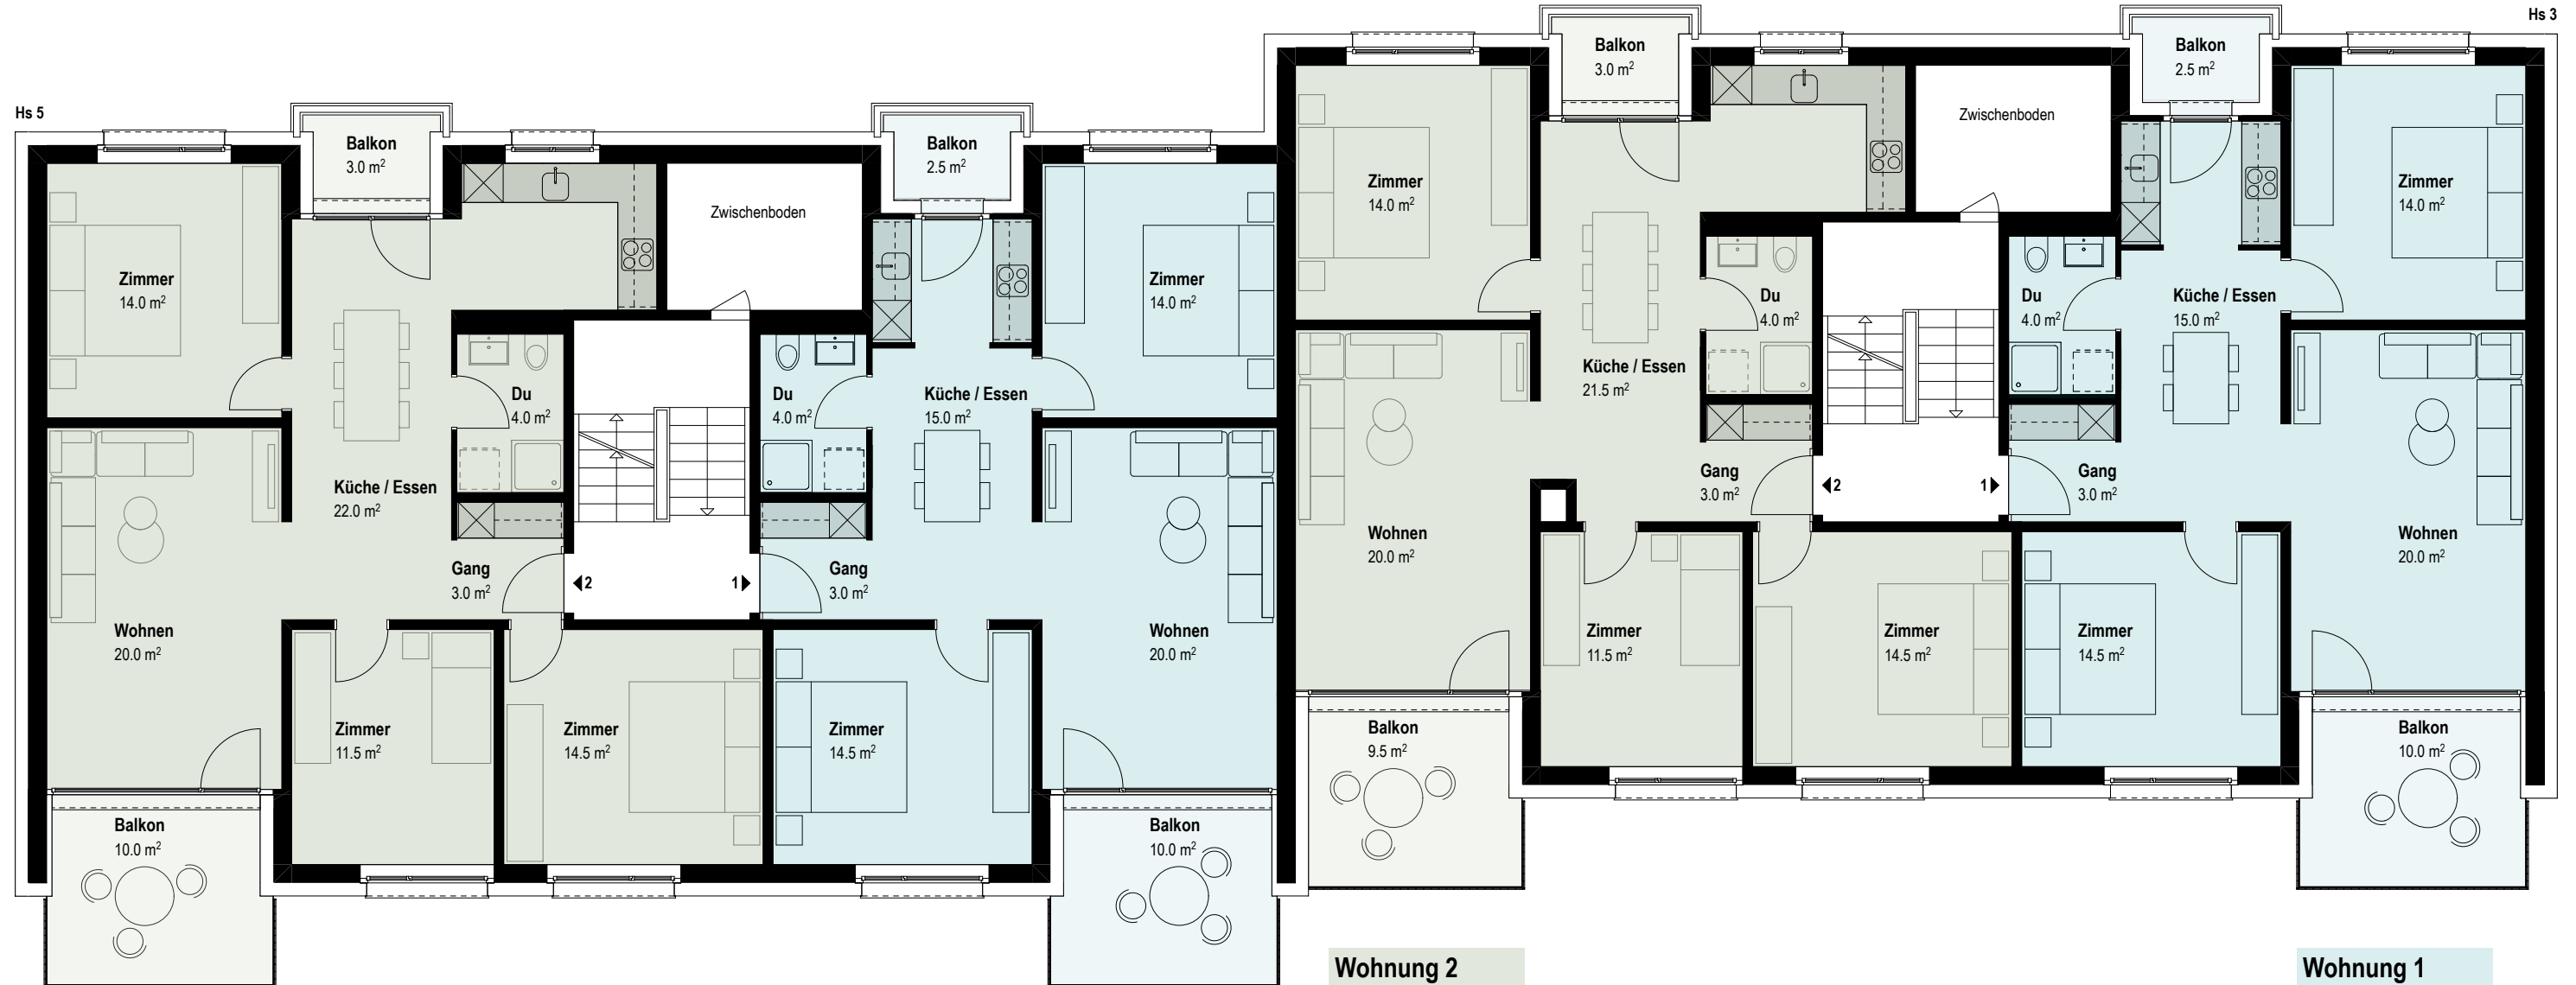 Hs 5
Hs 3
Balkon
3.0 m²
Balkon
2.5 m²
Balkon
3.0 m²
Balkon
2.5 m²
Zwischenboden
Zwischenboden
Zimmer
14.0 m²
Zimmer
14.0 m²
Zimmer
14.0 m²
Zimmer
14.0 m²
Du
4.0 m²
Du
4.0 m²
Küche / Essen
15.0 m²
Du
4.0 m²
Du
4.0 m²
Küche / Essen
15.0 m²
Küche / Essen
22.0 m²
Küche / Essen
21.5 m²
Gang
3.0 m²
2
1
Gang
3.0 m²
Gang
3.0 m²
2
1
Gang
3.0 m²
Wohnen
20.0 m²
Wohnen
20.0 m²
Wohnen
20.0 m²
Wohnen
20.0 m²
Zimmer
11.5 m²
Zimmer
14.5 m²
Zimmer
14.5 m²
Zimmer
11.5 m²
Zimmer
14.5 m²
Zimmer
14.5 m²
Balkon
10.0 m²
Balkon
10.0 m²
Balkon
9.5 m²
Balkon
10.0 m²
Wohnung 2
Wohnung 1